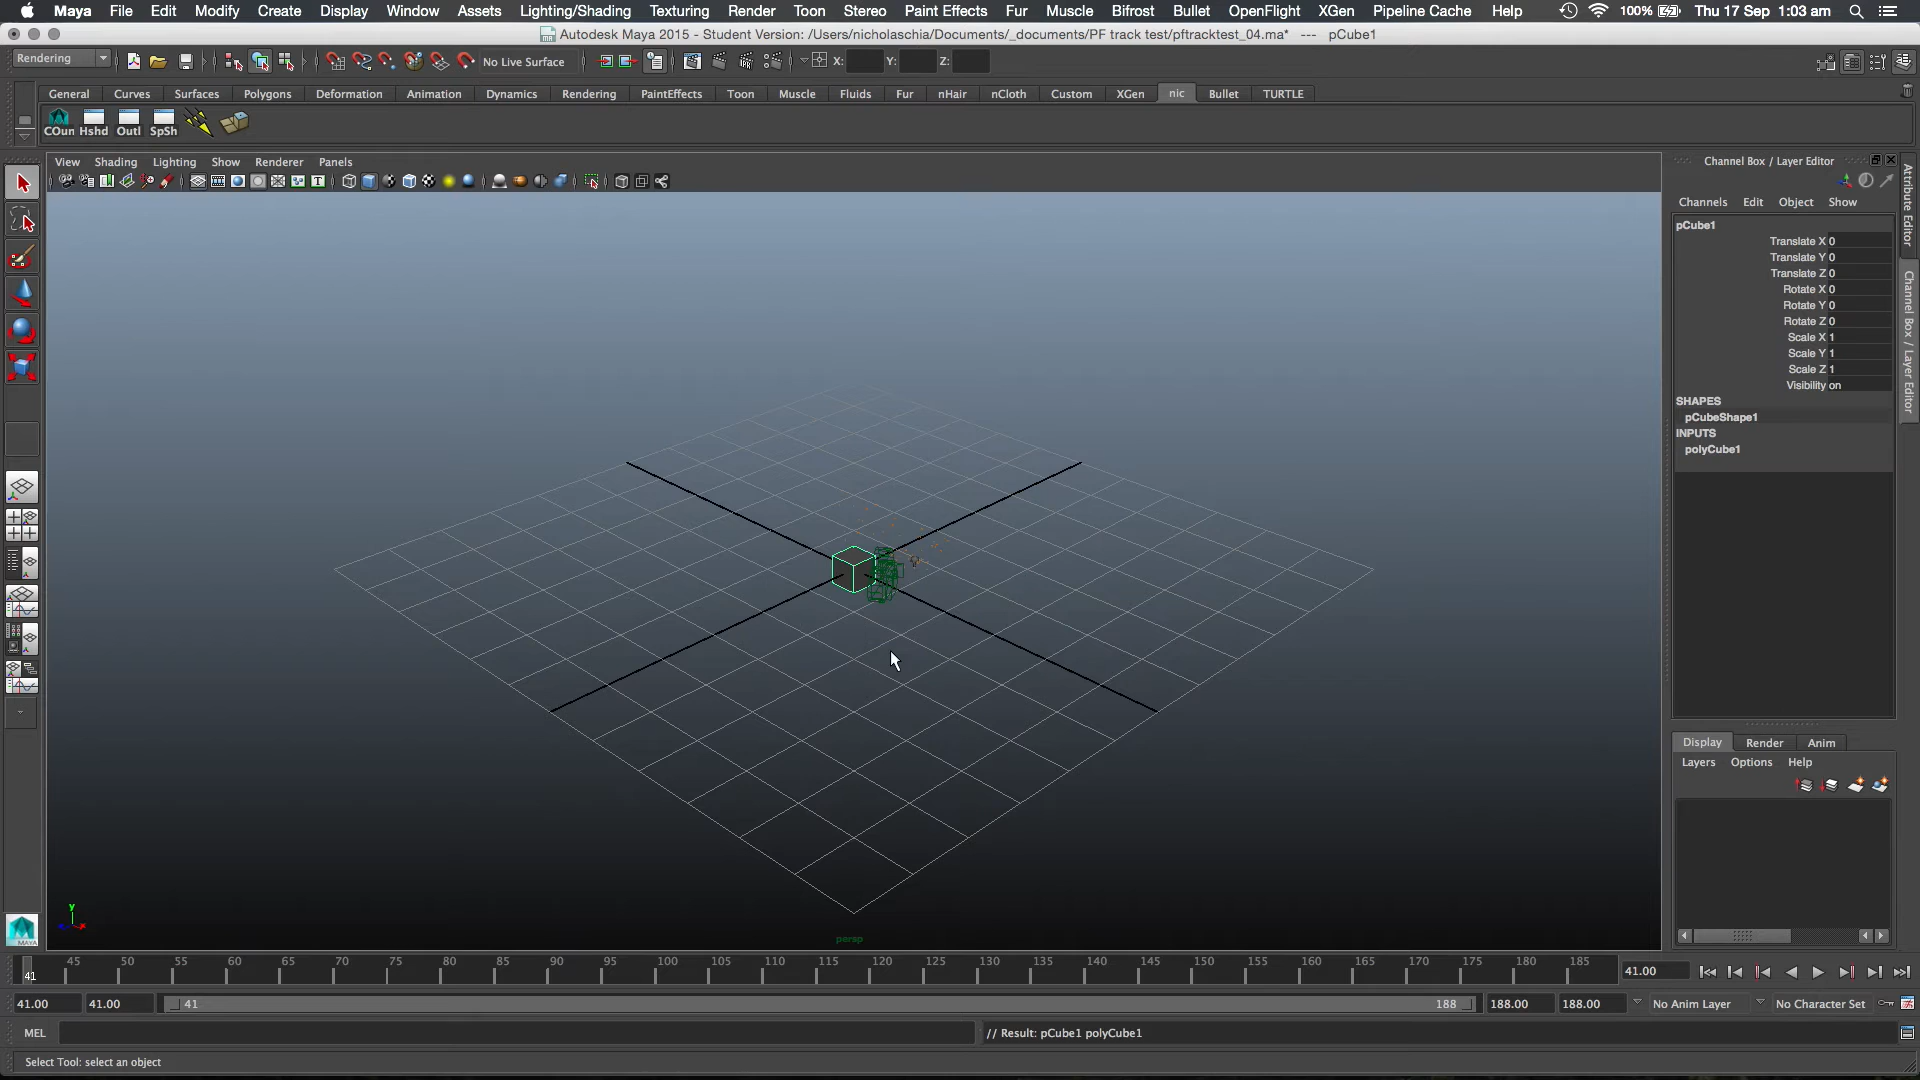 Maya File Edit Modify Create Display Window Assets Lighting/Shading Texturing Render Toon Stereo Paint Effects Fur Muscle Bifrost Bullet OpenFlight XGen Pipeline Cache Help 100% Thu 17 Sep 1:03 am
Autodesk Maya 2015 - Student Version: /Users/nicholaschia/Documents/_documents/PF track test/pftracktest_04.ma* --- pCube1
Rendering No Live Surface X: Y: Z:
General Curves Surfaces Polygons Deformation Animation Dynamics Rendering PaintEffects Toon Muscle Fluids Fur nHair nCloth Custom XGen nic Bullet TURTLE
COun Hshd Outl SpSh
View Shading Lighting Show Renderer Panels
Channel Box / Layer Editor
Channels Edit Object Show
pCube1
Translate X 0
Translate Y 0
Translate Z 0
Rotate X 0
Rotate Y 0
Rotate Z 0
Scale X 1
Scale Y 1
Scale Z 1
Visibility on
SHAPES
pCubeShape1
INPUTS
polyCube1
Attribute Editor
Channel Box / Layer Editor
Display Render Anim
Layers Options Help
y
MAYA
persp
41 45 50 55 60 65 70 75 80 85 90 95 100 105 110 115 120 125 130 135 140 145 150 155 160 165 170 175 180 185 41.00
41.00 41.00 41 188 188.00 188.00 No Anim Layer No Character Set
MEL // Result: pCube1 polyCube1
Select Tool: select an object